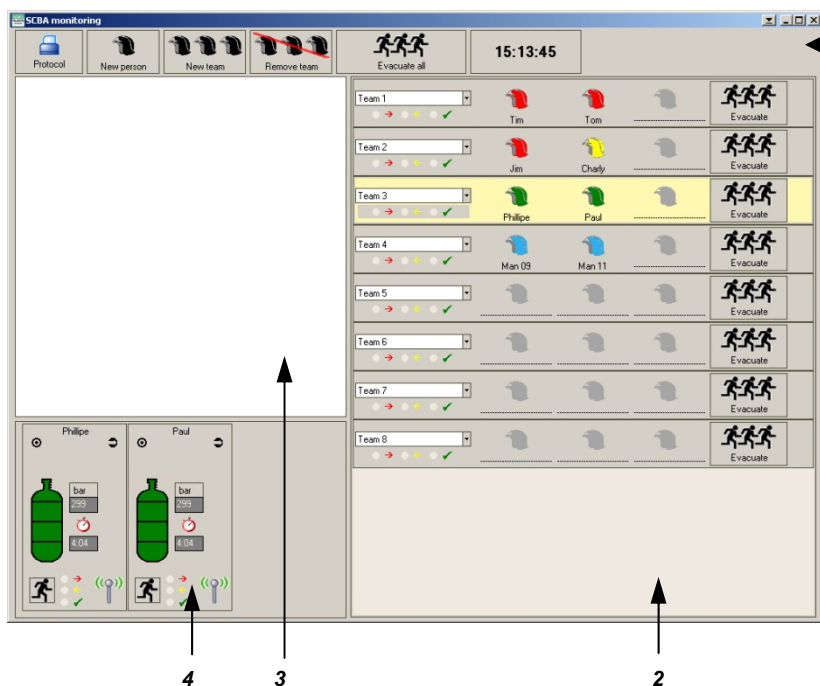 SCBA monitoring
Protocol New person New team Remove team Evacuate all 15:13:45
Team 1 Tim Tom Evacuate
Team 2 Jim Charly Evacuate
Team 3 Phillipe Paul Evacuate
Team 4 Man 09 Man 11 Evacuate
Team 5 Evacuate
Team 6 Evacuate
Team 7 Evacuate
Team 8 Evacuate
Phillipe Paul
bar bar
299 299
4:04 4:04
4 3 2